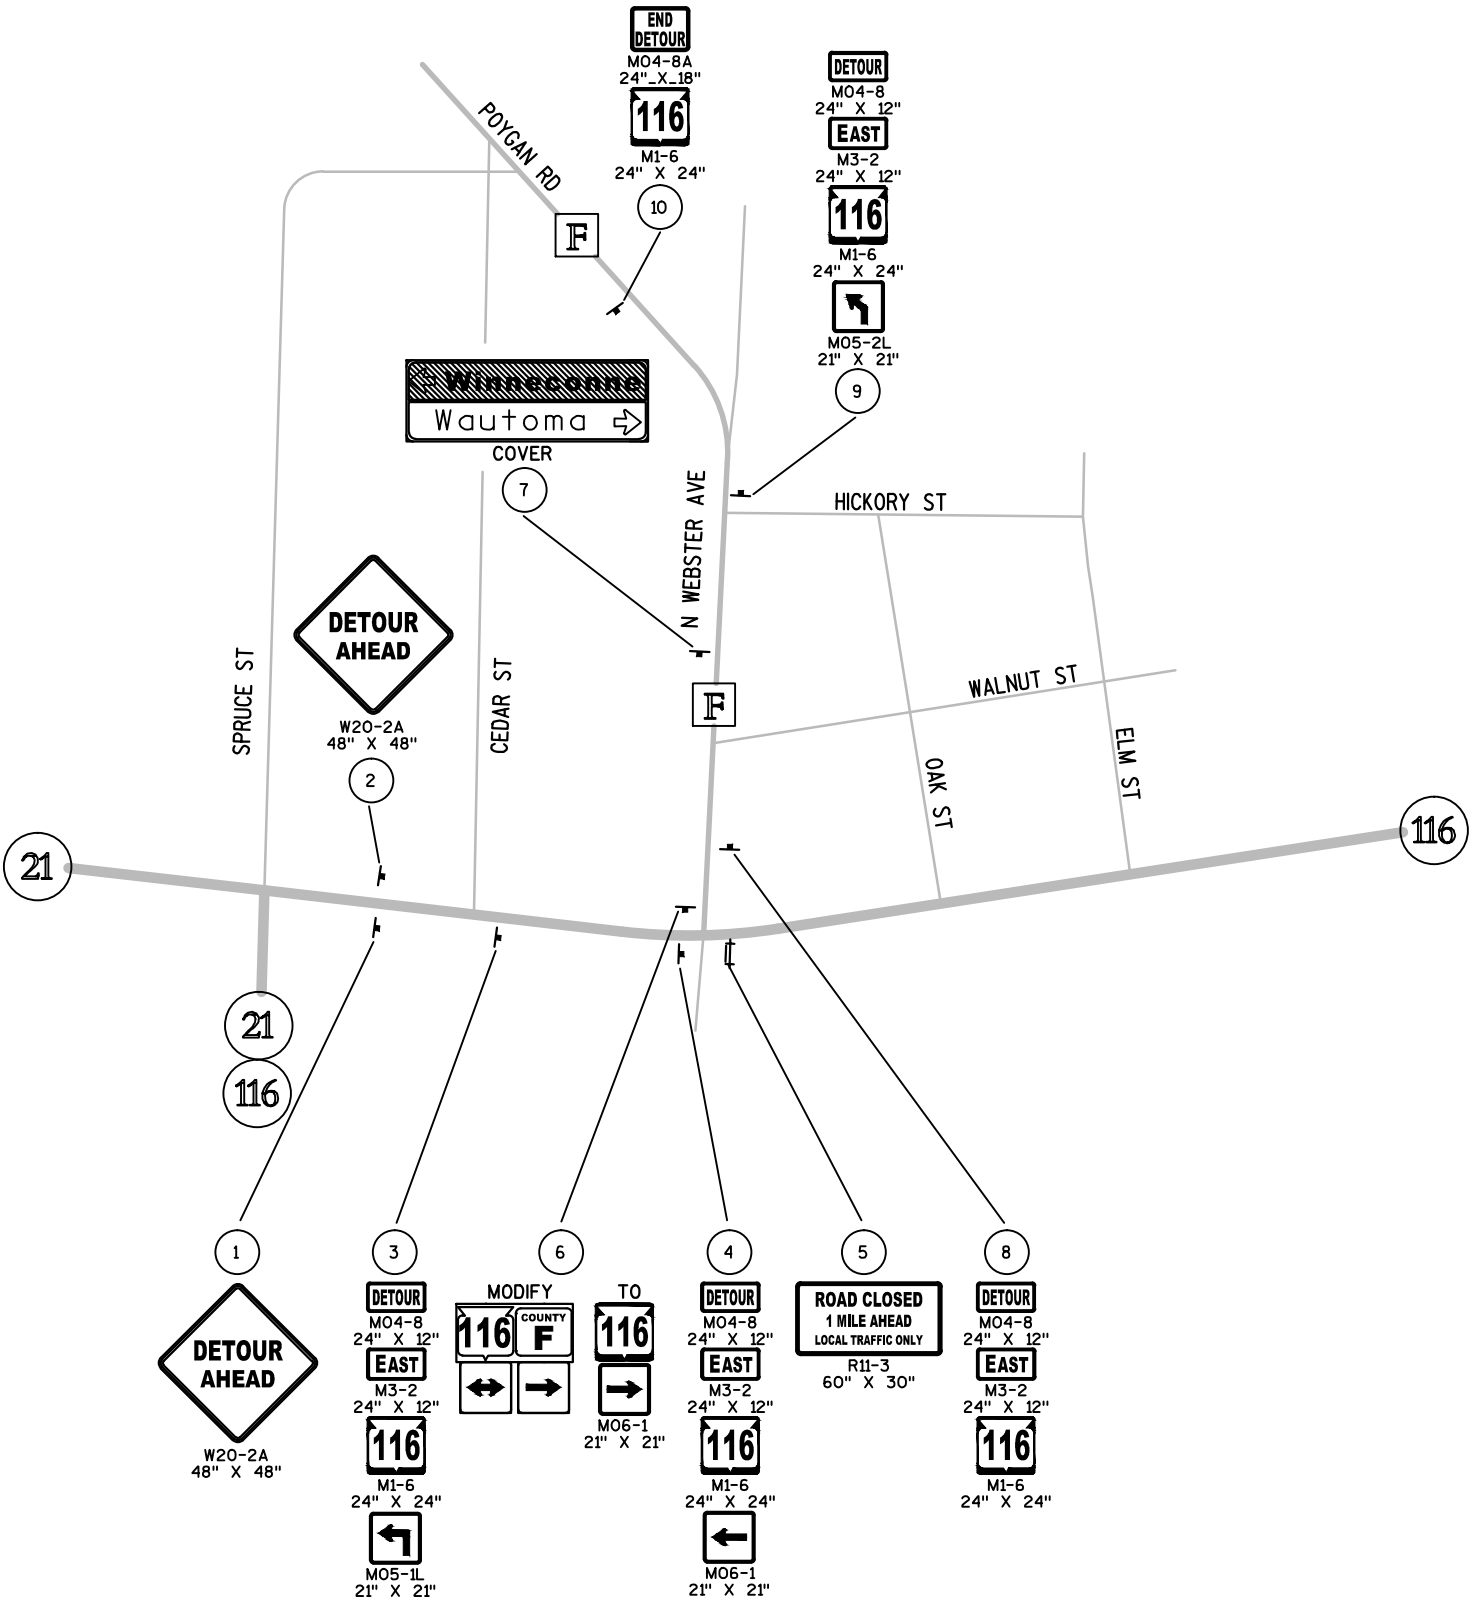 END
DETOUR
M04-8A
24"_X_18"
116
M1-6
24" X 24"
10
DETOUR
M04-8
24" X 12"
EAST
M3-2
24" X 12"
116
M1-6
24" X 24"
M05-2L
21" X 21"
9
POYGAN RD
F
Winneconne
Wautoma
COVER
7
N WEBSTER AVE
HICKORY ST
DETOUR
AHEAD
W20-2A
48" X 48"
2
SPRUCE ST
CEDAR ST
F
WALNUT ST
OAK ST
ELM ST
21
116
21
116
1
DETOUR
AHEAD
W20-2A
48" X 48"
3
DETOUR
M04-8
24" X 12"
EAST
M3-2
24" X 12"
116
M1-6
24" X 24"
M05-1L
21" X 21"
6
MODIFY TO
116 COUNTY F 116
M06-1
21" X 21"
4
DETOUR
M04-8
24" X 12"
EAST
M3-2
24" X 12"
116
M1-6
24" X 24"
M06-1
21" X 21"
5
ROAD CLOSED
1 MILE AHEAD
LOCAL TRAFFIC ONLY
R11-3
60" X 30"
8
DETOUR
M04-8
24" X 12"
EAST
M3-2
24" X 12"
116
M1-6
24" X 24"